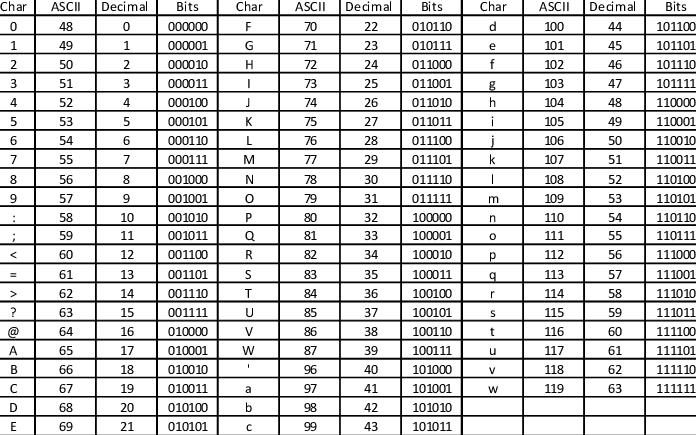 Char ASCII Decimal Bits Char ASCII Decimal Bits Char ASCII Decimal Bits
0 48 0 000000 F 70 22 010110 d 100 44 101100
1 49 1 000001 G 71 23 010111 e 101 45 101101
2 50 2 000010 H 72 24 011000 f 102 46 101110
3 51 3 000011 I 73 25 011001 g 103 47 101111
4 52 4 000100 J 74 26 011010 h 104 48 110000
5 53 5 000101 K 75 27 011011 i 105 49 110001
6 54 6 000110 L 76 28 011100 j 106 50 110010
7 55 7 000111 M 77 29 011101 k 107 51 110011
8 56 8 001000 N 78 30 011110 l 108 52 110100
9 57 9 001001 O 79 31 011111 m 109 53 110101
: 58 10 001010 P 80 32 100000 n 110 54 110110
; 59 11 001011 Q 81 33 100001 o 111 55 110111
< 60 12 001100 R 82 34 100010 p 112 56 111000
= 61 13 001101 S 83 35 100011 q 113 57 111001
> 62 14 001110 T 84 36 100100 r 114 58 111010
? 63 15 001111 U 85 37 100101 s 115 59 111011
@ 64 16 010000 V 86 38 100110 t 116 60 111100
A 65 17 010001 W 87 39 100111 u 117 61 111101
B 66 18 010010 ' 96 40 101000 v 118 62 111110
C 67 19 010011 a 97 41 101001 w 119 63 111111
D 68 20 010100 b 98 42 101010
E 69 21 010101 c 99 43 101011